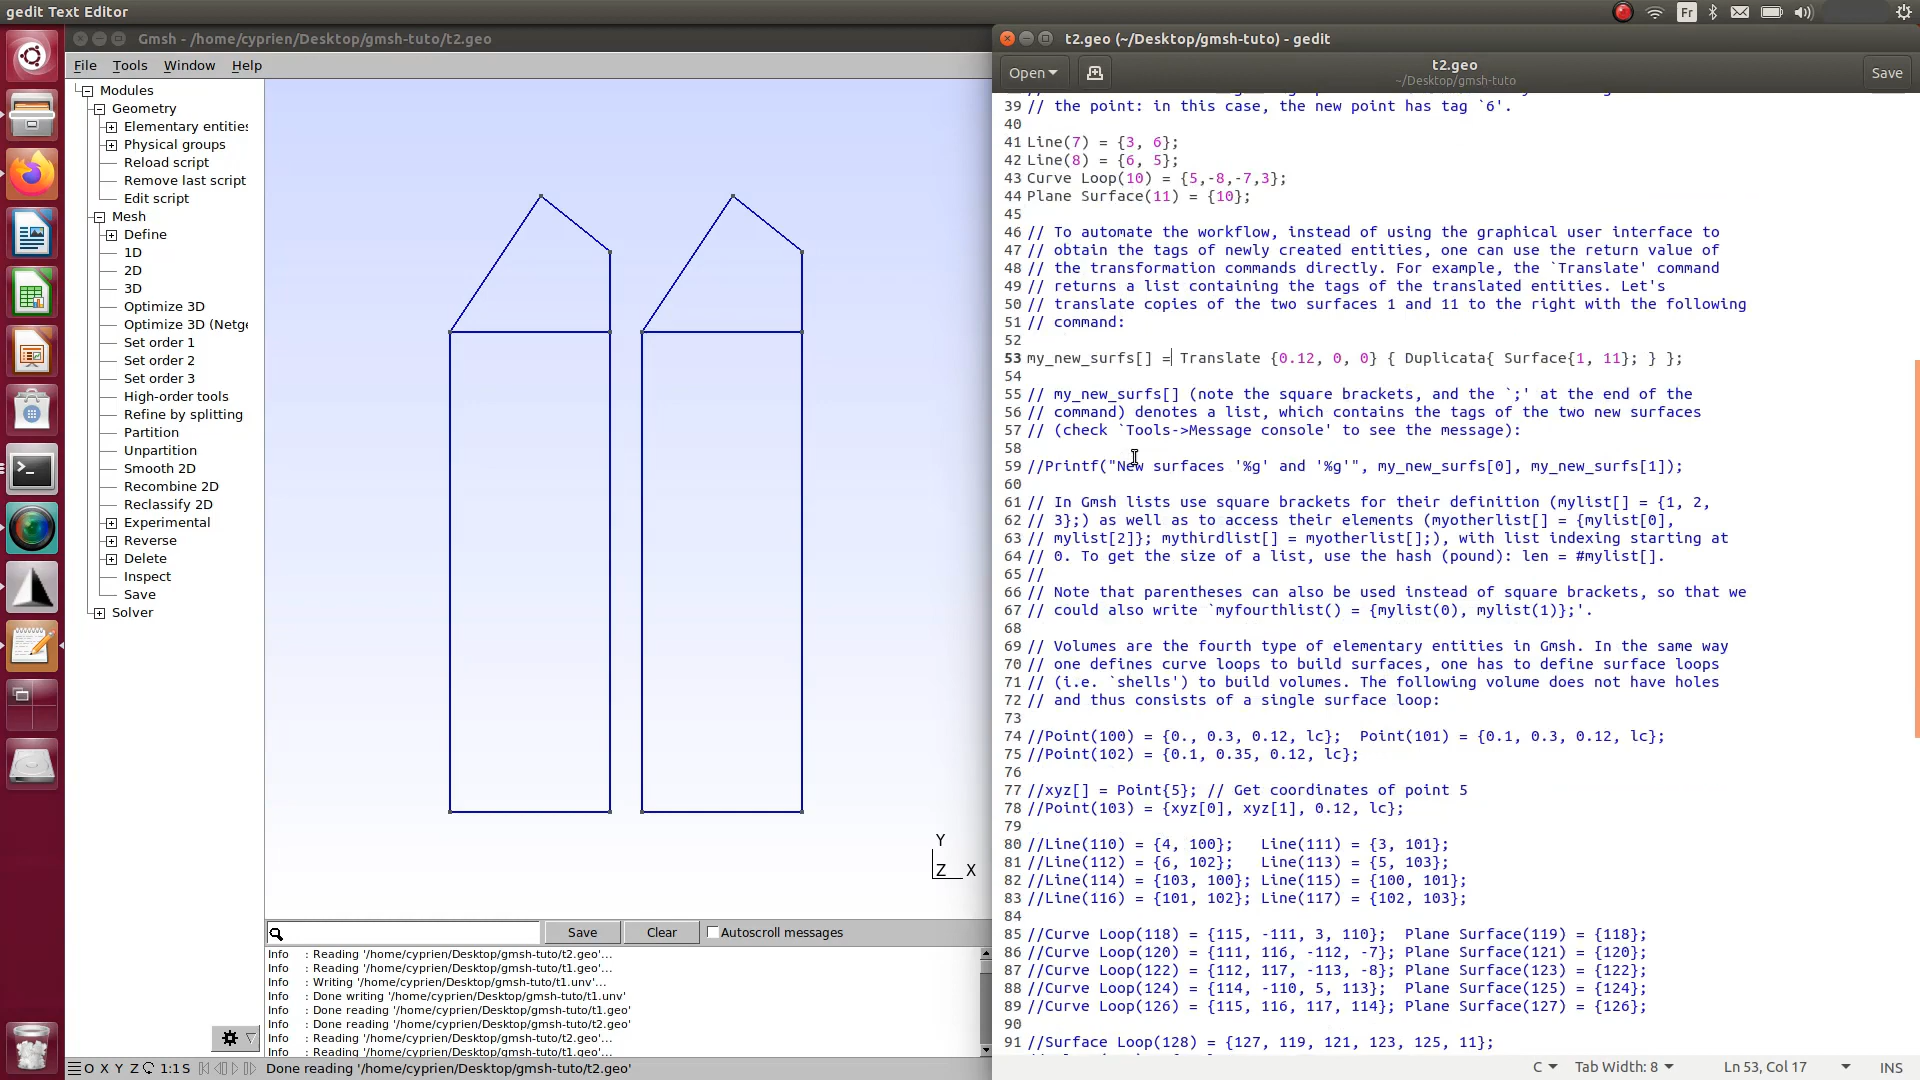 gedit Text Editor
Fr
Gmsh - /home/cyprien/Desktop/gmsh-tuto/t2.geo
File Tools Window Help
Modules
Geometry
Elementary entities
Physical groups
Reload script
Remove last script
Edit script
Mesh
Define
1D
2D
3D
Optimize 3D
Optimize 3D (Netge
Set order 1
Set order 2
Set order 3
High-order tools
Refine by splitting
Partition
Unpartition
Smooth 2D
Recombine 2D
Reclassify 2D
Experimental
Reverse
Delete
Inspect
Save
Solver
Y
Z X
Save Clear Autoscroll messages
Info : Reading '/home/cyprien/Desktop/gmsh-tuto/t2.geo'...
Info : Reading '/home/cyprien/Desktop/gmsh-tuto/t1.geo'...
Info : Writing '/home/cyprien/Desktop/gmsh-tuto/t1.unv'...
Info : Done writing '/home/cyprien/Desktop/gmsh-tuto/t1.unv'
Info : Done reading '/home/cyprien/Desktop/gmsh-tuto/t1.geo'
Info : Done reading '/home/cyprien/Desktop/gmsh-tuto/t2.geo'
Info : Reading '/home/cyprien/Desktop/gmsh-tuto/t2.geo'...
Info : Reading '/home/cyprien/Desktop/gmsh-tuto/t1.geo'...
O X Y Z 1:1 S Done reading '/home/cyprien/Desktop/gmsh-tuto/t2.geo'
t2.geo (~/Desktop/gmsh-tuto) - gedit
Open t2.geo Save
~/Desktop/gmsh-tuto
39 // the point: in this case, the new point has tag `6'.
40
41 Line(7) = {3, 6};
42 Line(8) = {6, 5};
43 Curve Loop(10) = {5,-8,-7,3};
44 Plane Surface(11) = {10};
45
46 // To automate the workflow, instead of using the graphical user interface to
47 // obtain the tags of newly created entities, one can use the return value of
48 // the transformation commands directly. For example, the `Translate' command
49 // returns a list containing the tags of the translated entities. Let's
50 // translate copies of the two surfaces 1 and 11 to the right with the following
51 // command:
52
53 my_new_surfs[] = Translate {0.12, 0, 0} { Duplicata{ Surface{1, 11}; } };
54
55 // my_new_surfs[] (note the square brackets, and the `;' at the end of the
56 // command) denotes a list, which contains the tags of the two new surfaces
57 // (check `Tools->Message console' to see the message):
58
59 //Printf("New surfaces '%g' and '%g'", my_new_surfs[0], my_new_surfs[1]);
60
61 // In Gmsh lists use square brackets for their definition (mylist[] = {1, 2,
62 // 3};) as well as to access their elements (myotherlist[] = {mylist[0],
63 // mylist[2]}; mythirdlist[] = myotherlist[];), with list indexing starting at
64 // 0. To get the size of a list, use the hash (pound): len = #mylist[].
65 //
66 // Note that parentheses can also be used instead of square brackets, so that we
67 // could also write `myfourthlist() = {mylist(0), mylist(1)};'.
68
69 // Volumes are the fourth type of elementary entities in Gmsh. In the same way
70 // one defines curve loops to build surfaces, one has to define surface loops
71 // (i.e. `shells') to build volumes. The following volume does not have holes
72 // and thus consists of a single surface loop:
73
74 //Point(100) = {0., 0.3, 0.12, lc};  Point(101) = {0.1, 0.3, 0.12, lc};
75 //Point(102) = {0.1, 0.35, 0.12, lc};
76
77 //xyz[] = Point{5}; // Get coordinates of point 5
78 //Point(103) = {xyz[0], xyz[1], 0.12, lc};
79
80 //Line(110) = {4, 100};   Line(111) = {3, 101};
81 //Line(112) = {6, 102};   Line(113) = {5, 103};
82 //Line(114) = {103, 100}; Line(115) = {100, 101};
83 //Line(116) = {101, 102}; Line(117) = {102, 103};
84
85 //Curve Loop(118) = {115, -111, 3, 110};  Plane Surface(119) = {118};
86 //Curve Loop(120) = {111, 116, -112, -7}; Plane Surface(121) = {120};
87 //Curve Loop(122) = {112, 117, -113, -8}; Plane Surface(123) = {122};
88 //Curve Loop(124) = {114, -110, 5, 113};  Plane Surface(125) = {124};
89 //Curve Loop(126) = {115, 116, 117, 114}; Plane Surface(127) = {126};
90
91 //Surface Loop(128) = {127, 119, 121, 123, 125, 11};
C Tab Width: 8 Ln 53, Col 17 INS